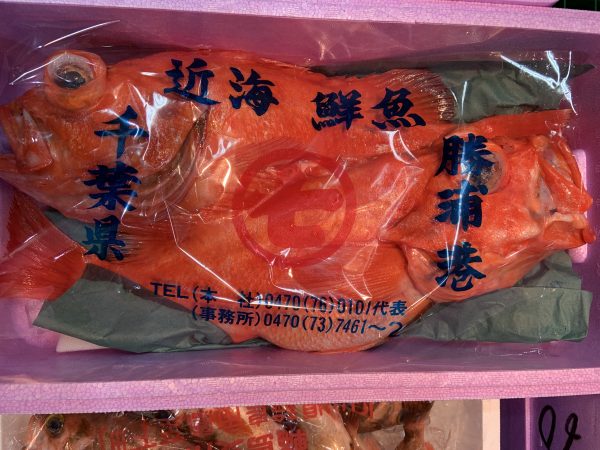 近海 鮮魚
千葉県
勝浦港
石
TEL(本 社)0470(76)0101代表
(事務所)0470(73)7461〜2